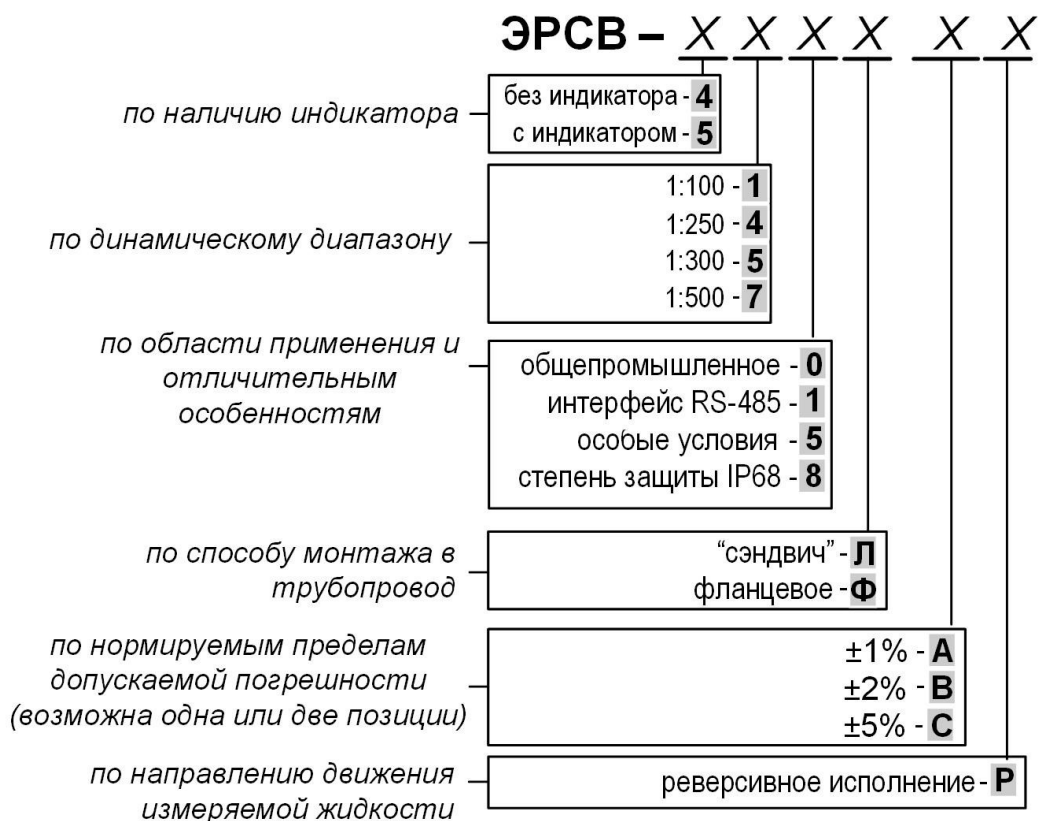 ЭРСВ – X X X X X X
по наличию индикатора
без индикатора - 4
с индикатором - 5
по динамическому диапазону
1:100 - 1
1:250 - 4
1:300 - 5
1:500 - 7
по области применения и
отличительным
особенностям
общепромышленное - 0
интерфейс RS-485 - 1
особые условия - 5
степень защиты IP68 - 8
по способу монтажа в
трубопровод
“сэндвич” - Л
фланцевое - Ф
по нормируемым пределам
допускаемой погрешности
(возможна одна или две позиции)
±1% - А
±2% - В
±5% - С
по направлению движения
измеряемой жидкости
реверсивное исполнение - Р